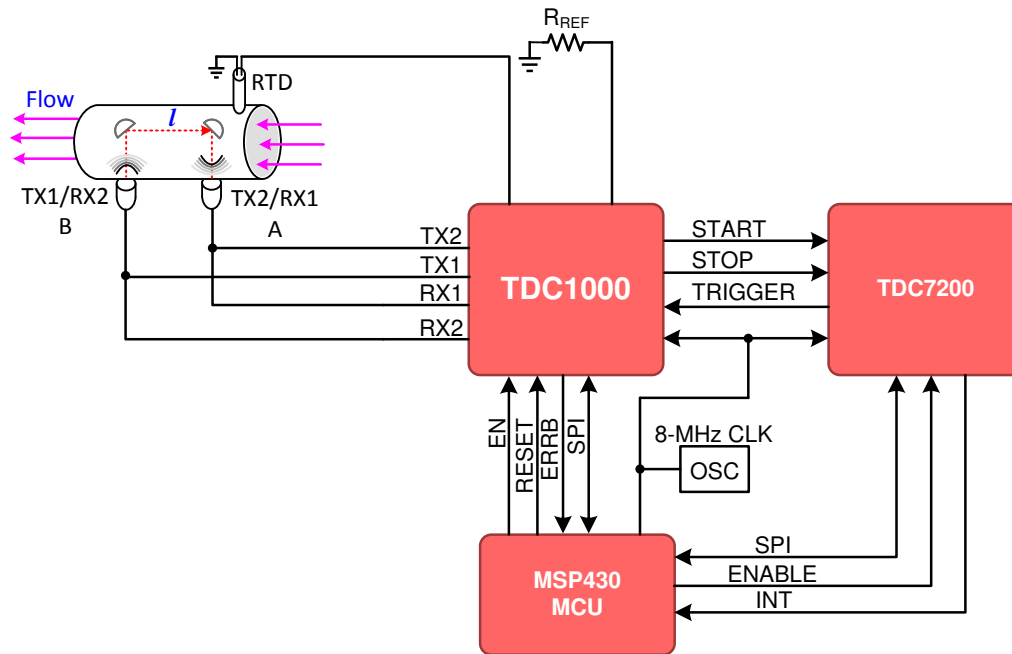 R_REF
RTD
Flow
l
TX1/RX2
B
TX2/RX1
A
TX2
TX1
RX1
RX2
TDC1000
START
STOP
TRIGGER
TDC7200
EN
RESET
ERRB
SPI
8-MHz CLK
OSC
MSP430
MCU
SPI
ENABLE
INT